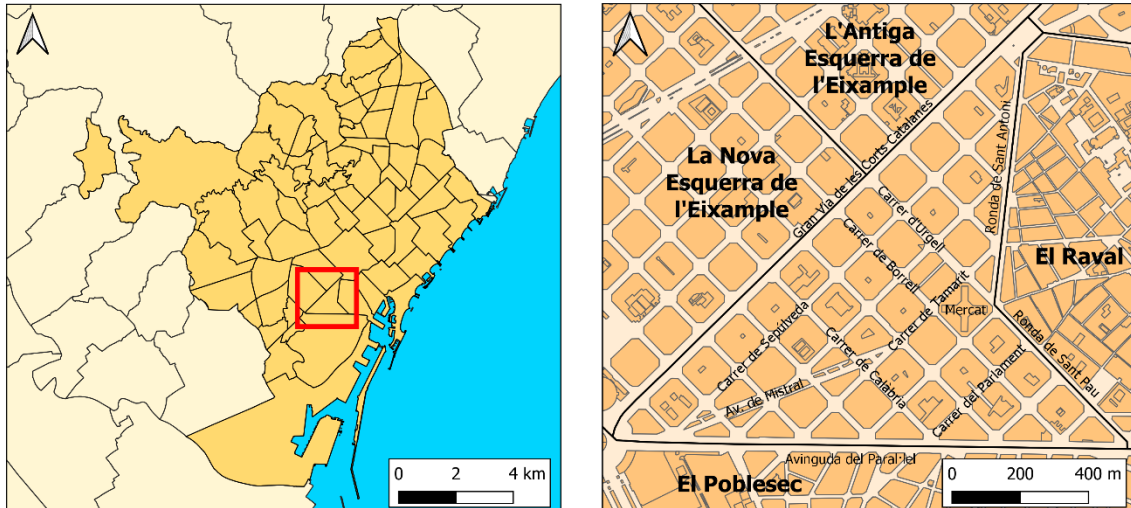 0 2 4 km
L'Antiga
Esquerra de
l'Eixample
La Nova
Esquerra de
l'Eixample
Gran Via de les Corts Catalanes
Ronda de Sant Antoni
Carrer d'Urgell
Carrer de Borrell
El Raval
Carrer de Tamarit
Mercat
Ronda de Sant Pau
Carrer de Sepúlveda
Carrer de Calàbria
Carrer del Parlament
Av. de Mistral
Avinguda del Paral·lel
El Poblesec
0 200 400 m